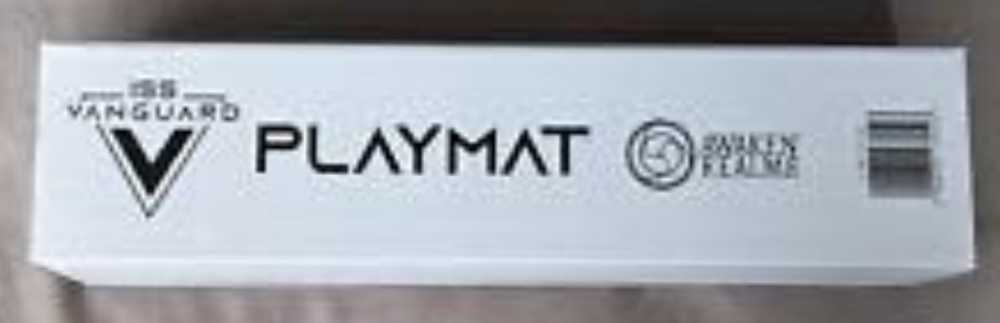 ISS
VANGUARD
PLAYMAT
AWAKEN
REALMS